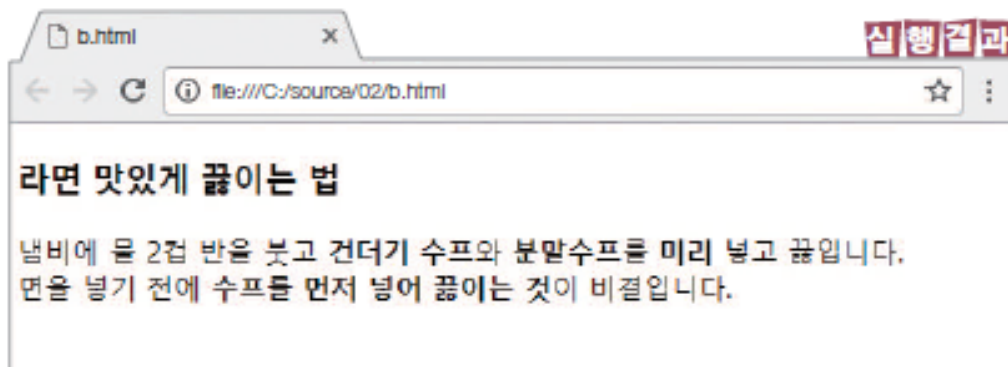 b.html
실행결과
file:///C:/source/02/b.html
라면 맛있게 끓이는 법
냄비에 물 2컵 반을 붓고 건더기 수프와 분말수프를 미리 넣고 끓입니다.
면을 넣기 전에 수프를 먼저 넣어 끓이는 것이 비결입니다.